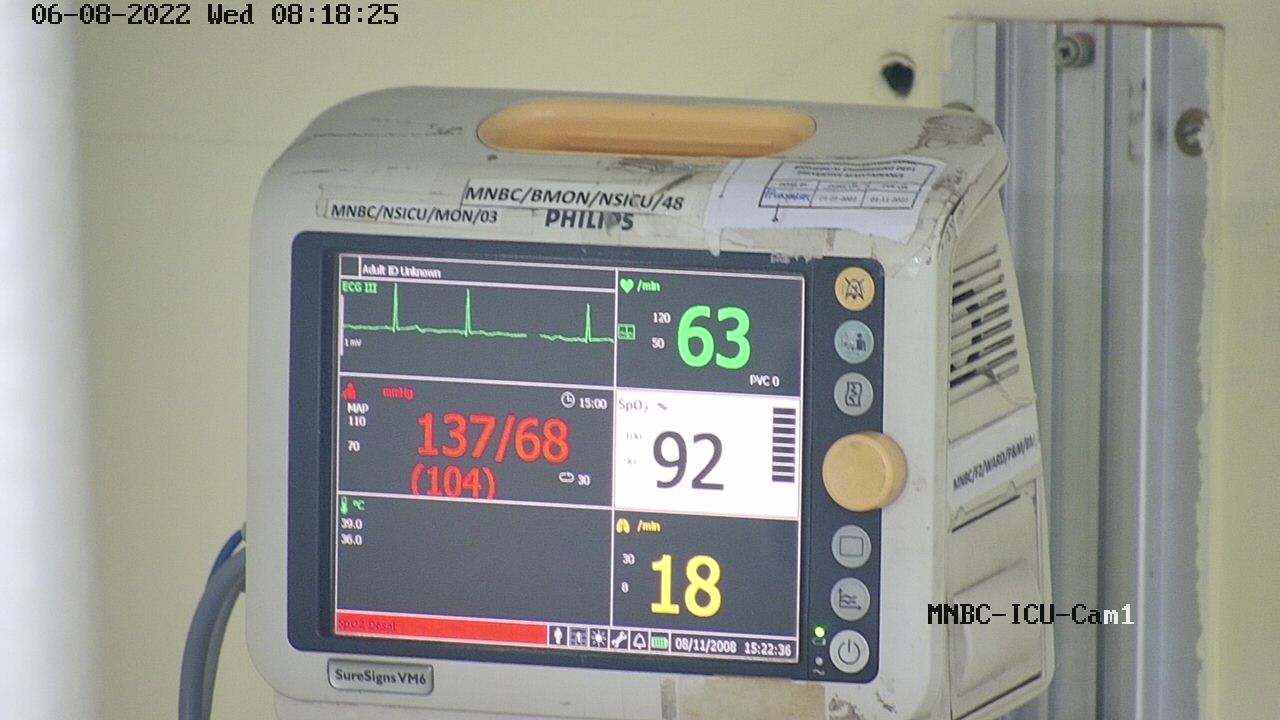 06-08-2022 Wed 08:18:25
MNBC/BMON/NSICU/48
MNBC/NSICU/MON/03
PHILIPS
Adult ID Unknown
ECG III
1 mV
/min
120
50
63
PVC 0
mmHg
15:00
MAP
110
70
137/68
(104)
30
SpO₂ %
100
90
92
°C
39.0
36.0
/min
30
8
18
SpO2 Desat
08/11/2008 15:22:36
SureSigns VM6
MNBC-ICU-Cam1